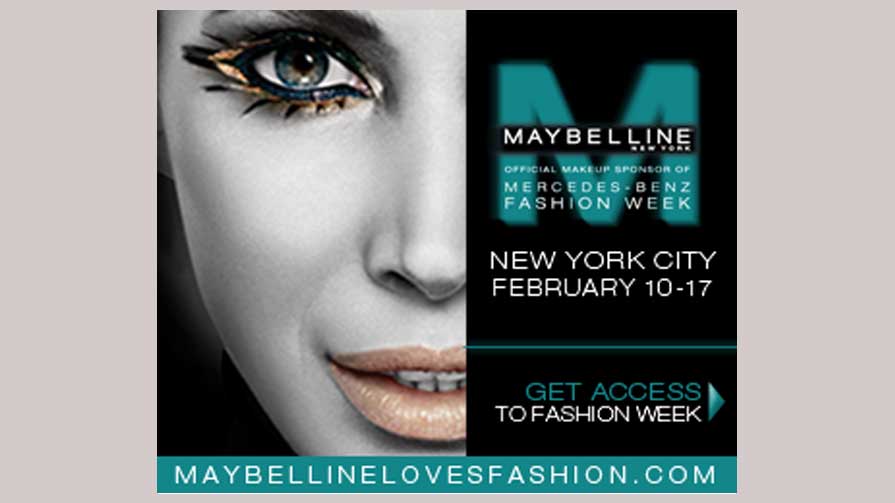 MAYBELLINE
NEW YORK
OFFICIAL MAKEUP SPONSOR OF
MERCEDES-BENZ
FASHION WEEK
NEW YORK CITY
FEBRUARY 10-17
GET ACCESS
TO FASHION WEEK
MAYBELLINELOVESFASHION.COM